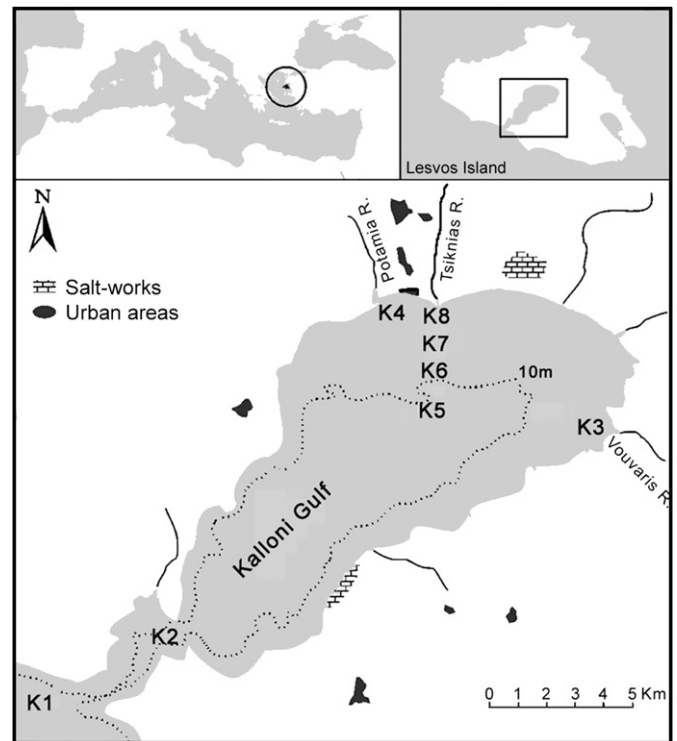 Lesvos Island
N
Salt-works
Urban areas
Potamia R.
Tsiknias R.
K4
K8
K7
K6
10m
K5
K3
Vouvaris R.
Kalloni Gulf
K2
K1
0 1 2 3 4 5 Km